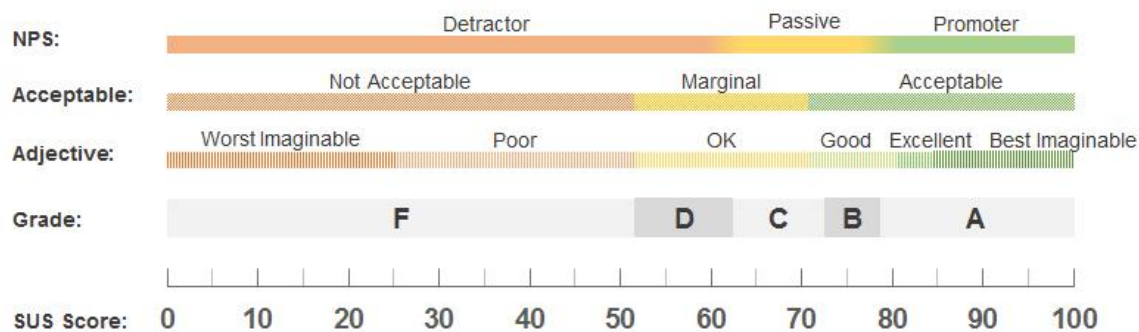 Detractor Passive Promoter
NPS:
Not Acceptable Marginal Acceptable
Acceptable:
Worst Imaginable Poor OK Good Excellent Best Imaginable
Adjective:
Grade: F D C B A
SUS Score: 0 10 20 30 40 50 60 70 80 90 100